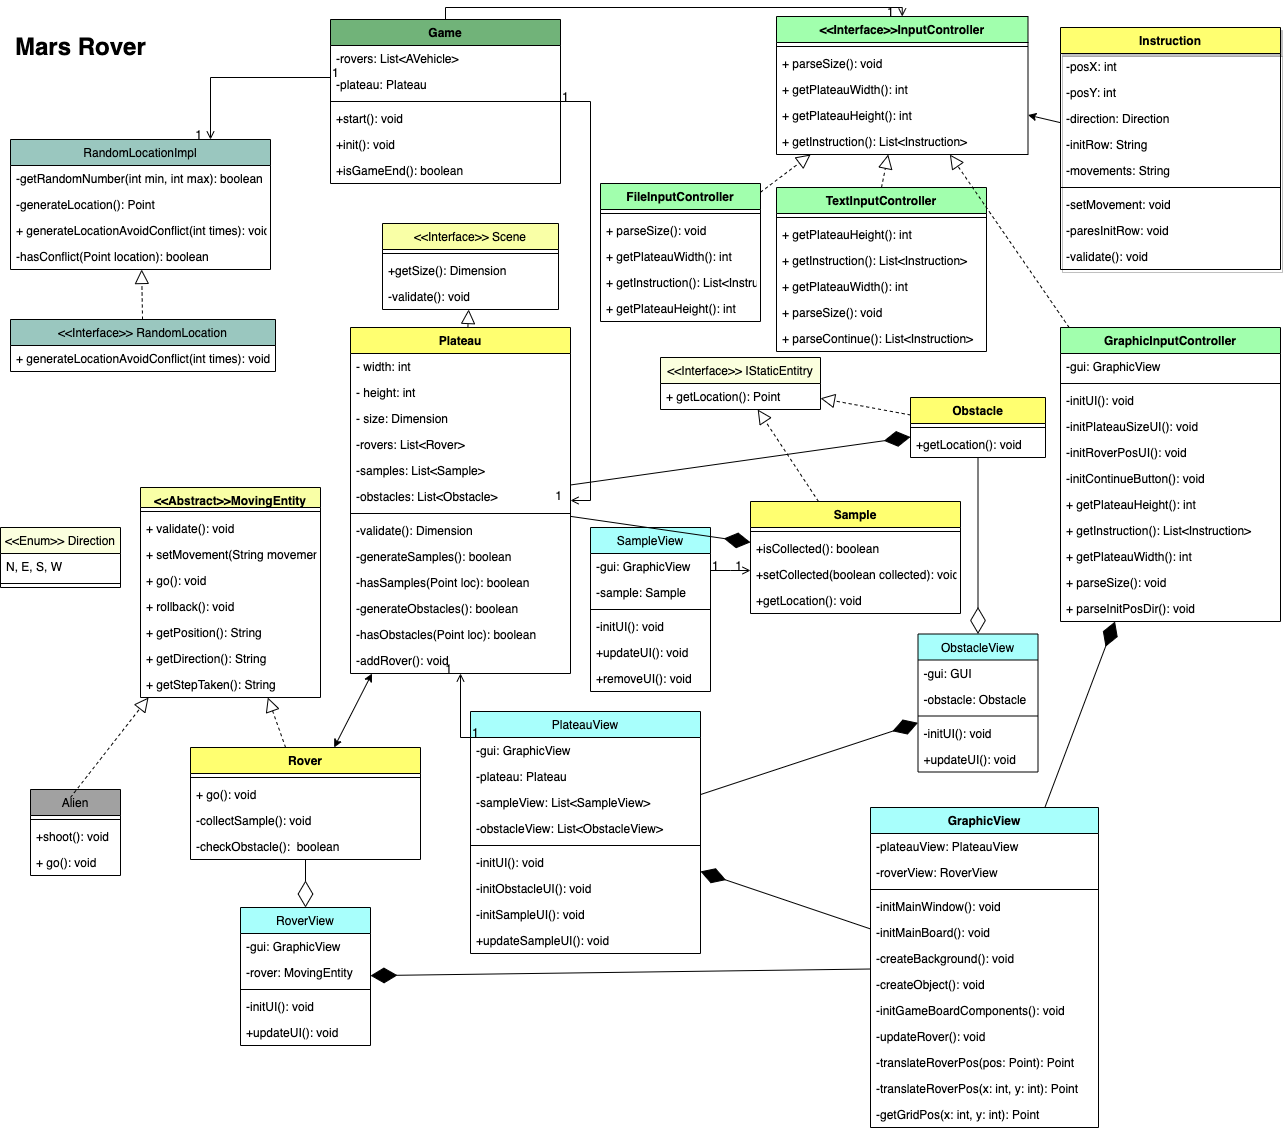 Mars Rover
Game
-rovers: List<AVehicle>
-plateau: Plateau
+start(): void
+init(): void
+isGameEnd(): boolean
1
1
1
1
<<Interface>>InputController
+ parseSize(): void
+ getPlateauWidth(): int
+ getPlateauHeight(): int
+ getInstruction(): List<Instruction>
Instruction
-posX: int
-posY: int
-direction: Direction
-initRow: String
-movements: String
-setMovement: void
-paresInitRow: void
-validate(): void
RandomLocationImpl
-getRandomNumber(int min, int max): boolean
-generateLocation(): Point
+ generateLocationAvoidConflict(int times): voic
-hasConflict(Point location): boolean
<<Interface>> RandomLocation
+ generateLocationAvoidConflict(int times): void
<<Interface>> Scene
+getSize(): Dimension
-validate(): void
FileInputController
+ parseSize(): void
+ getPlateauWidth(): int
+ getInstruction(): List<Instru
+ getPlateauHeight(): int
TextInputController
+ getPlateauHeight(): int
+ getInstruction(): List<Instruction>
+ getPlateauWidth(): int
+ parseSize(): void
+ parseContinue(): List<Instruction>
Plateau
- width: int
- height: int
- size: Dimension
-rovers: List<Rover>
-samples: List<Sample>
-obstacles: List<Obstacle>
-validate(): Dimension
-generateSamples(): boolean
-hasSamples(Point loc): boolean
-generateObstacles(): boolean
-hasObstacles(Point loc): boolean
-addRover(): void
1
1
<<Interface>> IStaticEntitry
+ getLocation(): Point
Obstacle
+getLocation(): void
GraphicInputController
-gui: GraphicView
-initUI(): void
-initPlateauSizeUI(): void
-initRoverPosUI(): void
-initContinueButton(): void
+ getPlateauHeight(): int
+ getInstruction(): List<Instruction>
+ getPlateauWidth(): int
+ parseSize(): void
+ parseInitPosDir(): void
<<Abstract>>MovingEntity
+ validate(): void
+ setMovement(String movemer
+ go(): void
+ rollback(): void
+ getPosition(): String
+ getDirection(): String
+ getStepTaken(): String
<<Enum>> Direction
N, E, S, W
SampleView
-gui: GraphicView
-sample: Sample
-initUI(): void
+updateUI(): void
+removeUI(): void
1
1
Sample
+isCollected(): boolean
+setCollected(boolean collected): voic
+getLocation(): void
ObstacleView
-gui: GUI
-obstacle: Obstacle
-initUI(): void
+updateUI(): void
PlateauView
1
-gui: GraphicView
-plateau: Plateau
-sampleView: List<SampleView>
-obstacleView: List<ObstacleView>
-initUI(): void
-initObstacleUI(): void
-initSampleUI(): void
+updateSampleUI(): void
Rover
+ go(): void
-collectSample(): void
-checkObstacle(): boolean
Alien
+shoot(): void
+ go(): void
RoverView
-gui: GraphicView
-rover: MovingEntity
-initUI(): void
+updateUI(): void
GraphicView
-plateauView: PlateauView
-roverView: RoverView
-initMainWindow(): void
-initMainBoard(): void
-createBackground(): void
-createObject(): void
-initGameBoardComponents(): void
-updateRover(): void
-translateRoverPos(pos: Point): Point
-translateRoverPos(x: int, y: int): Point
-getGridPos(x: int, y: int): Point